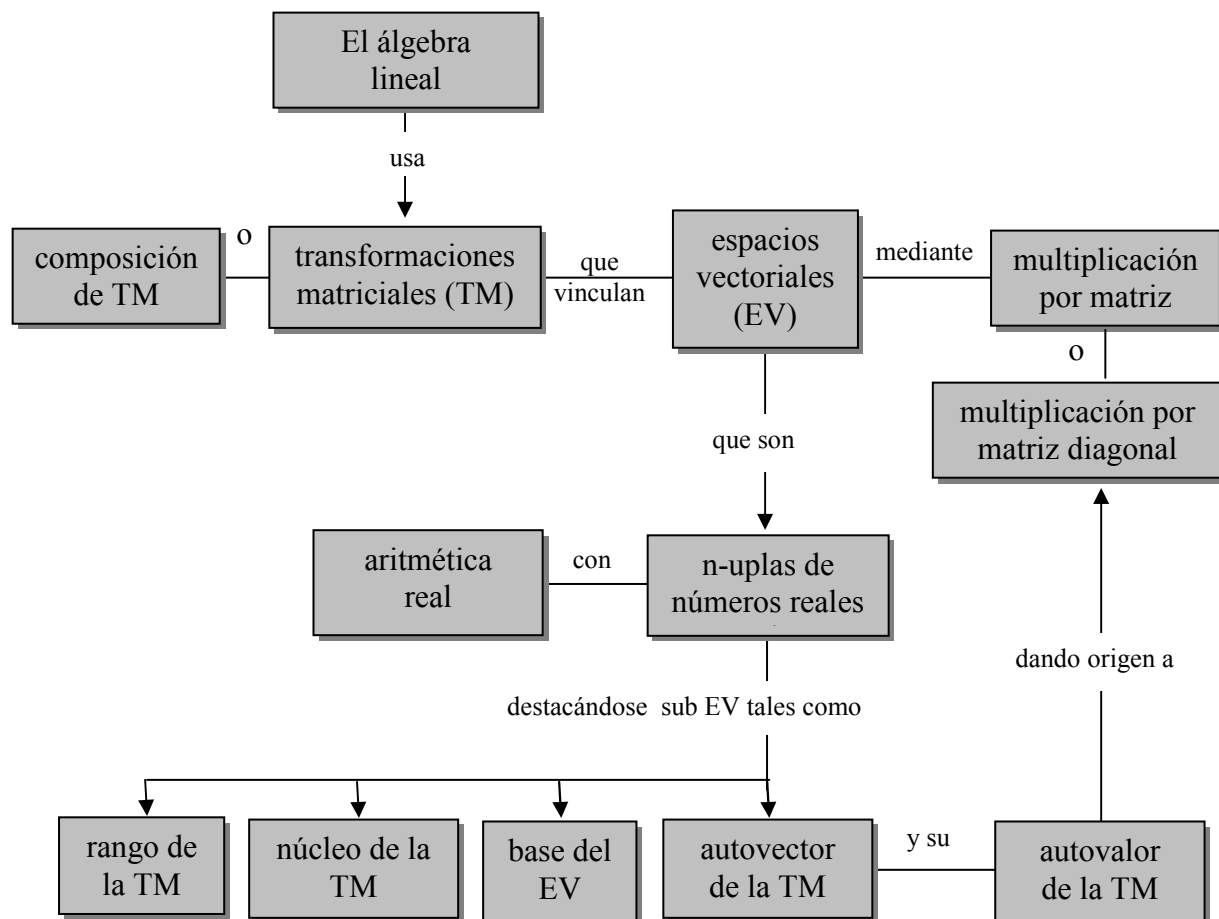 El álgebra
lineal
usa
composición
de TM
o
transformaciones
matriciales (TM)
que
vinculan
espacios
vectoriales
(EV)
mediante
multiplicación
por matriz
o
multiplicación por
matriz diagonal
que son
aritmética
real
con
n-uplas de
números reales
dando origen a
destacándose sub EV tales como
rango de
la TM
núcleo de la
TM
base del
EV
autovector
de la TM
y su
autovalor
de la TM